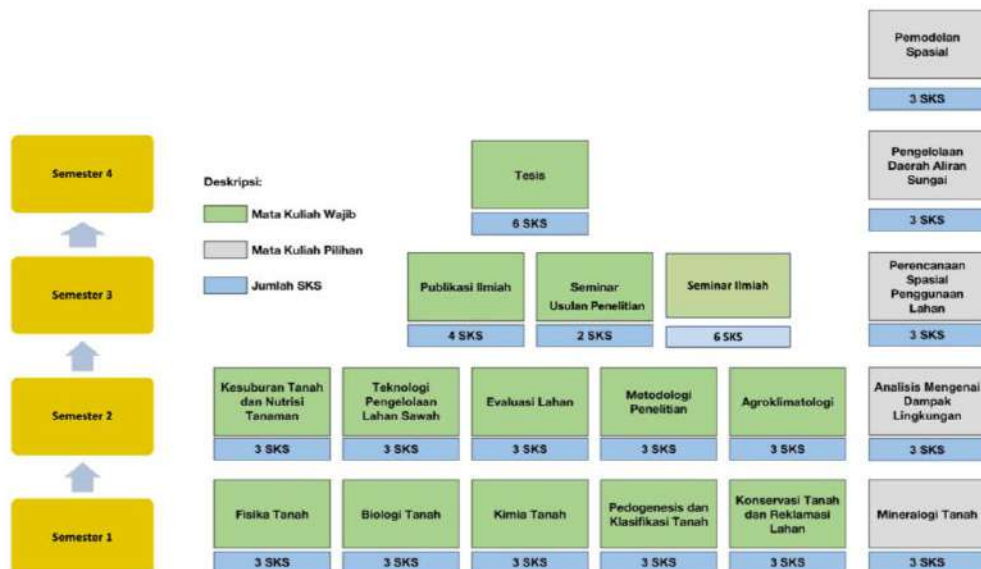 Pemodelan
Spasial
3 SKS
Semester 4
Deskripsi:
Mata Kuliah Wajib
Mata Kuliah Pilihan
Jumlah SKS
Tesis
6 SKS
Pengelolaan
Daerah Aliran
Sungai
3 SKS
Semester 3
Publikasi Ilmiah
4 SKS
Seminar
Usulan Penelitian
2 SKS
Seminar Ilmiah
6 SKS
Perencanaan
Spasial
Penggunaan
Lahan
3 SKS
Semester 2
Kesuburan Tanah
dan Nutrisi
Tanaman
3 SKS
Teknologi
Pengelolaan
Lahan Sawah
3 SKS
Evaluasi Lahan
3 SKS
Metodologi
Penelitian
3 SKS
Agroklimatologi
3 SKS
Analisis Mengenai
Dampak
Lingkungan
3 SKS
Semester 1
Fisika Tanah
3 SKS
Biologi Tanah
3 SKS
Kimia Tanah
3 SKS
Pedogenesis dan
Klasifikasi Tanah
3 SKS
Konservasi Tanah
dan Reklamasi
Lahan
3 SKS
Mineralogi Tanah
3 SKS